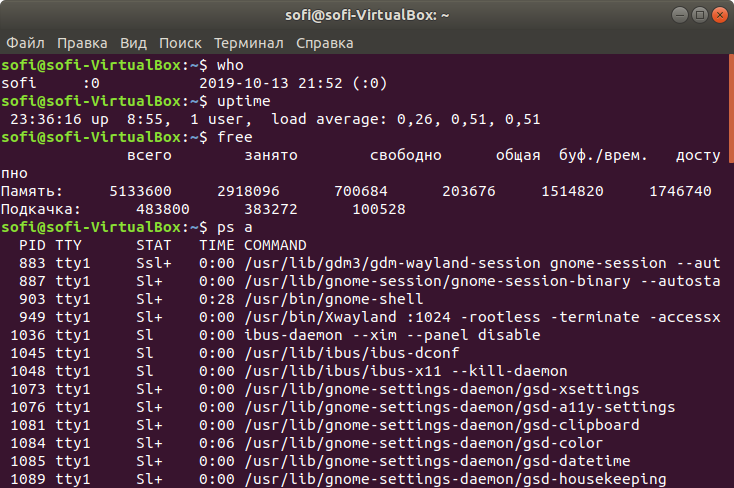 sofi@sofi-VirtualBox: ~
Файл Правка Вид Поиск Терминал Справка
sofi@sofi-VirtualBox:~$ who
sofi     :0           2019-10-13 21:52 (:0)
sofi@sofi-VirtualBox:~$ uptime
 23:36:16 up  8:55,  1 user,  load average: 0,26, 0,51, 0,51
sofi@sofi-VirtualBox:~$ free
              всего        занято        свободно      общая  буф./врем.   досту
пно
Память:     5133600     2918096      700684      203676     1514820     1746740
Подкачка:      483800      383272      100528
sofi@sofi-VirtualBox:~$ ps a
  PID TTY      STAT   TIME COMMAND
  883 tty1     Ssl+   0:00 /usr/lib/gdm3/gdm-wayland-session gnome-session --aut
  887 tty1     Sl+    0:00 /usr/lib/gnome-session/gnome-session-binary --autosta
  903 tty1     Sl+    0:28 /usr/bin/gnome-shell
  949 tty1     Sl+    0:00 /usr/bin/Xwayland :1024 -rootless -terminate -accessx
 1036 tty1     Sl     0:00 ibus-daemon --xim --panel disable
 1045 tty1     Sl     0:00 /usr/lib/ibus/ibus-dconf
 1048 tty1     Sl     0:00 /usr/lib/ibus/ibus-x11 --kill-daemon
 1073 tty1     Sl+    0:00 /usr/lib/gnome-settings-daemon/gsd-xsettings
 1076 tty1     Sl+    0:00 /usr/lib/gnome-settings-daemon/gsd-a11y-settings
 1081 tty1     Sl+    0:00 /usr/lib/gnome-settings-daemon/gsd-clipboard
 1084 tty1     Sl+    0:06 /usr/lib/gnome-settings-daemon/gsd-color
 1085 tty1     Sl+    0:00 /usr/lib/gnome-settings-daemon/gsd-datetime
 1089 tty1     Sl+    0:00 /usr/lib/gnome-settings-daemon/gsd-housekeeping